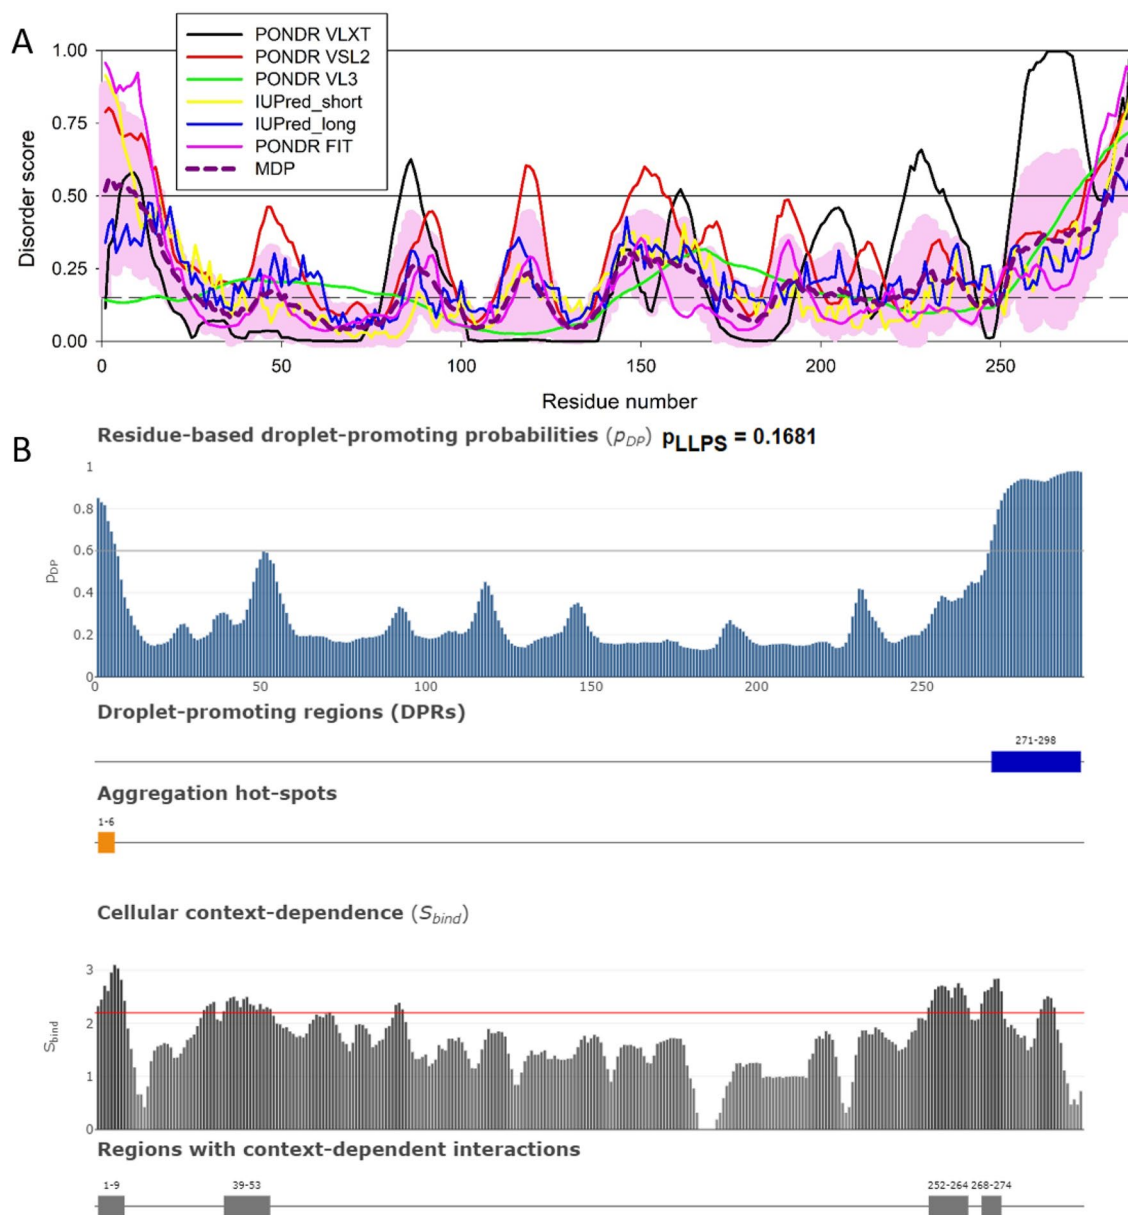 A
PONDR VLXT
PONDR VSL2
PONDR VL3
IUPred_short
IUPred_long
PONDR FIT
MDP
1.00
0.75
0.50
0.25
0.00
Disorder score
0 50 100 150 200 250
Residue number
B
Residue-based droplet-promoting probabilities (pDP) pLLPS = 0.1681
1
0.8
0.6
0.4
0.2
0
pDP
0 50 100 150 200 250
Droplet-promoting regions (DPRs)
271-298
Aggregation hot-spots
1-6
Cellular context-dependence (Sbind)
3
2
1
0
Sbind
Regions with context-dependent interactions
1-9 39-53 252-264 268-274